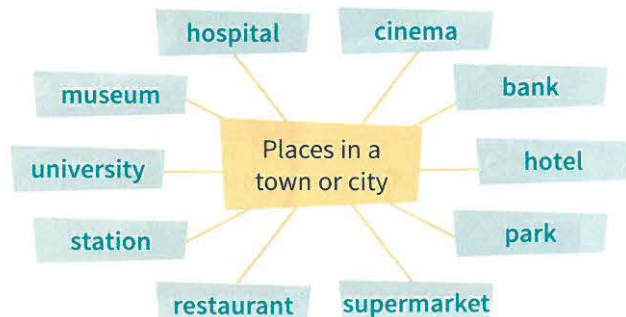 hospital
cinema
museum
bank
Places in a
town or city
university
hotel
station
park
restaurant
supermarket